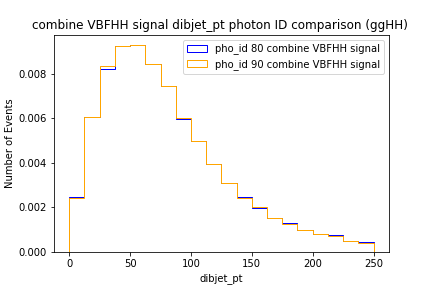 combine VBFHH signal dibjet_pt photon ID comparison (ggHH)
pho_id 80 combine VBFHH signal
pho_id 90 combine VBFHH signal
Number of Events
0.008
0.006
0.004
0.002
0.000
0 50 100 150 200 250
dibjet_pt